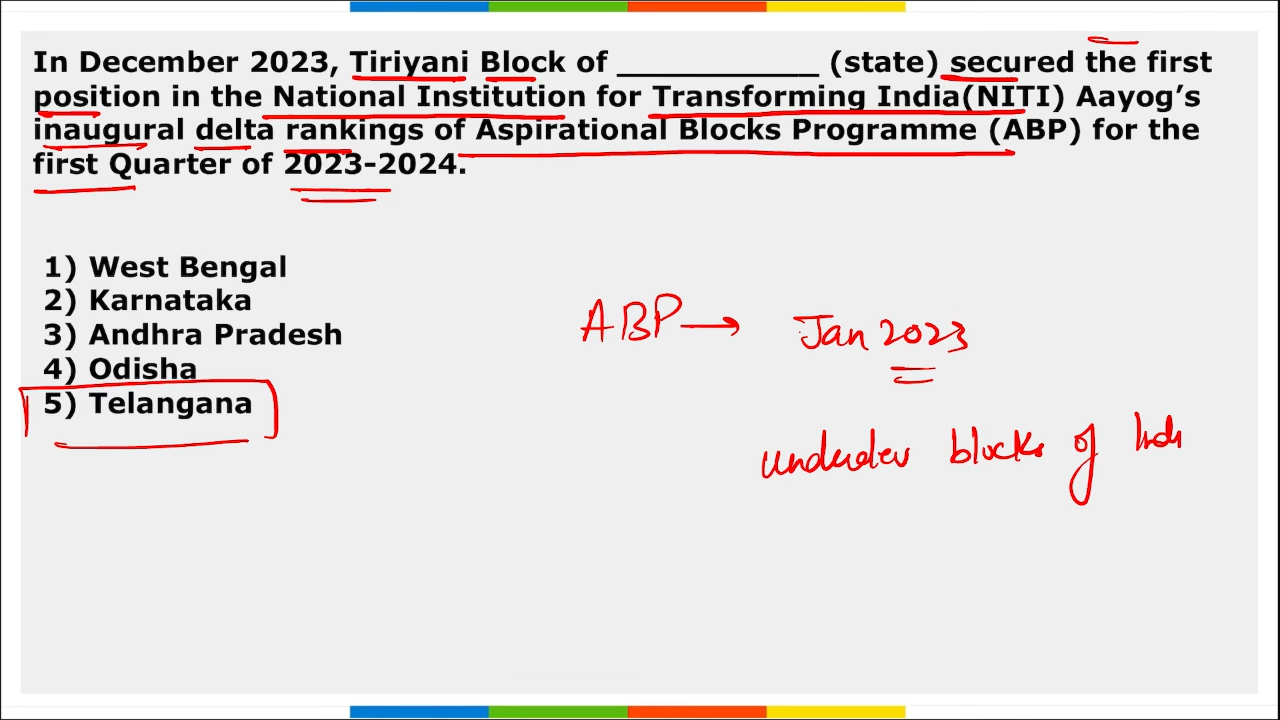 In December 2023, Tiriyani Block of ______________ (state) secured the first
position in the National Institution for Transforming India(NITI) Aayog’s
inaugural delta rankings of Aspirational Blocks Programme (ABP) for the
first Quarter of 2023-2024.
1) West Bengal
2) Karnataka
3) Andhra Pradesh
4) Odisha
5) Telangana
ABP → Jan 2023
blocks of